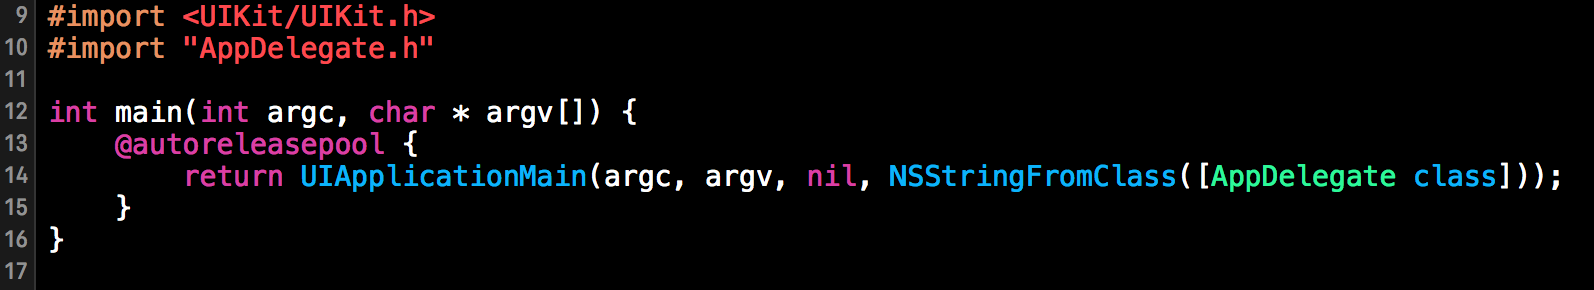 9 #import <UIKit/UIKit.h>
10 #import "AppDelegate.h"
11
12 int main(int argc, char * argv[]) {
13     @autoreleasepool {
14         return UIApplicationMain(argc, argv, nil, NSStringFromClass([AppDelegate class]));
15     }
16 }
17